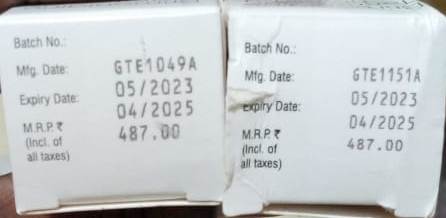 Batch No.:
Mfg. Date: GTE1049A
Expiry Date: 05/2023
04/2025
M.R.P. ₹ 487.00
(Incl. of
all taxes)
Batch No.:
Mfg. Date: GTE1151A
Expiry Date: 05/2023
04/2025
M.R.P. ₹ 487.00
(Incl. of
all taxes)